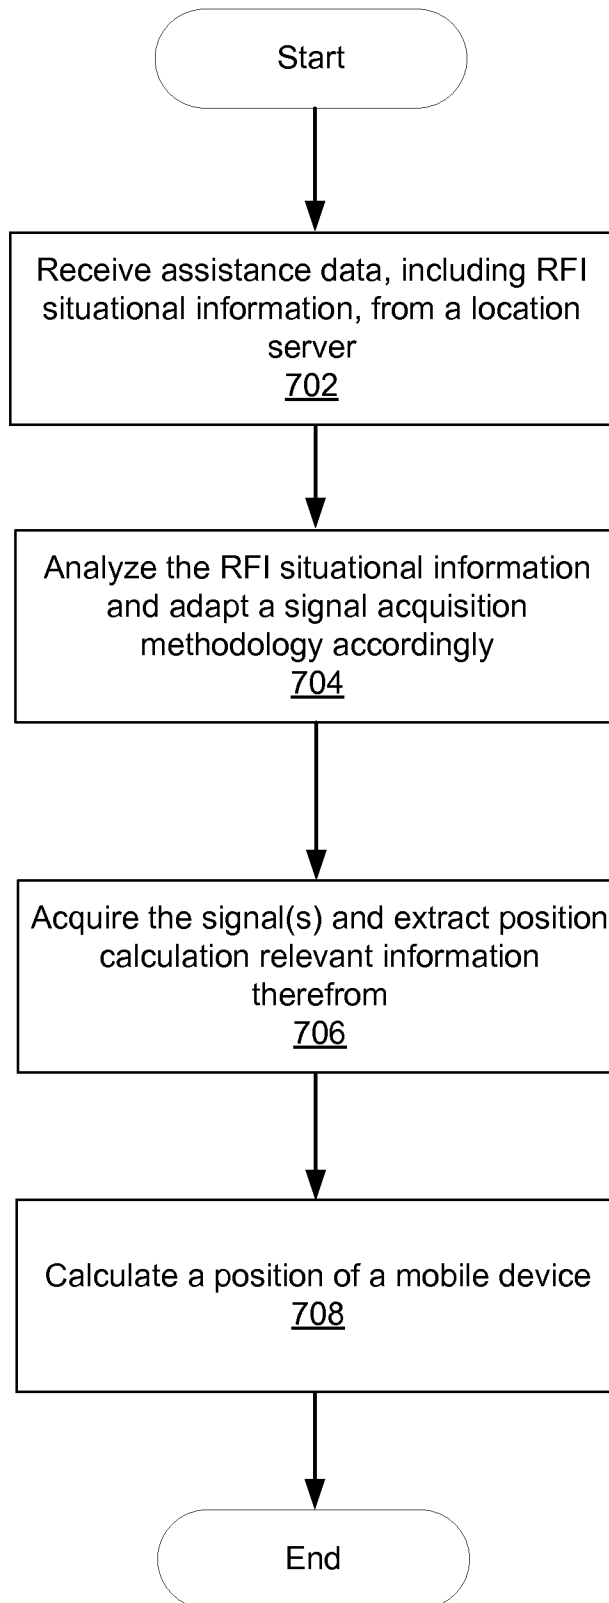 Start
Receive assistance data, including RFI
situational information, from a location
server
702
Analyze the RFI situational information
and adapt a signal acquisition
methodology accordingly
704
Acquire the signal(s) and extract position
calculation relevant information
therefrom
706
Calculate a position of a mobile device
708
End